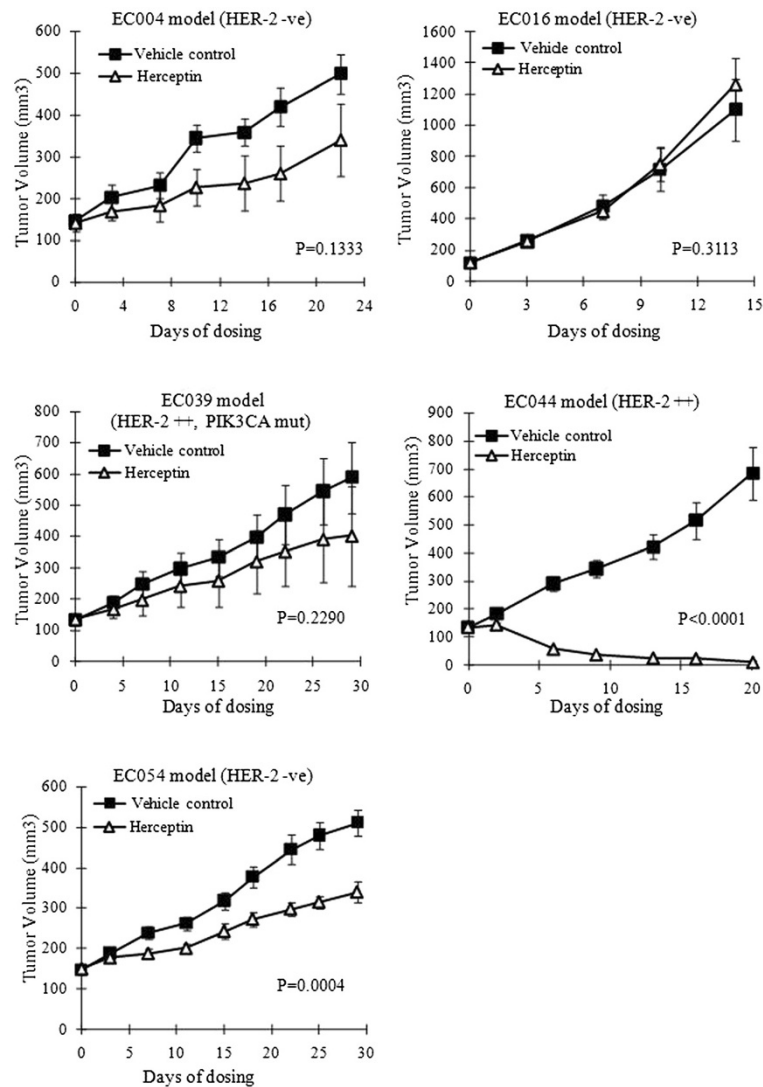 EC004 model (HER-2 -ve)
Tumor Volume (mm3)
600
500
400
300
200
100
0
Vehicle control
Herceptin
P=0.1333
0 4 8 12 16 20 24
Days of dosing
EC016 model (HER-2 -ve)
Tumor Volume (mm3)
1600
1400
1200
1000
800
600
400
200
0
Vehicle control
Herceptin
P=0.3113
0 3 6 9 12 15
Days of dosing
EC039 model
(HER-2 ++, PIK3CA mut)
Tumor Volume (mm3)
800
700
600
500
400
300
200
100
0
Vehicle control
Herceptin
P=0.2290
0 5 10 15 20 25 30
Days of dosing
EC044 model (HER-2 ++)
Tumor Volume (mm3)
900
800
700
600
500
400
300
200
100
0
Vehicle control
Herceptin
P<0.0001
0 5 10 15 20
Days of dosing
EC054 model (HER-2 -ve)
Tumor Volume (mm3)
600
500
400
300
200
100
0
Vehicle control
Herceptin
P=0.0004
0 5 10 15 20 25 30
Days of dosing